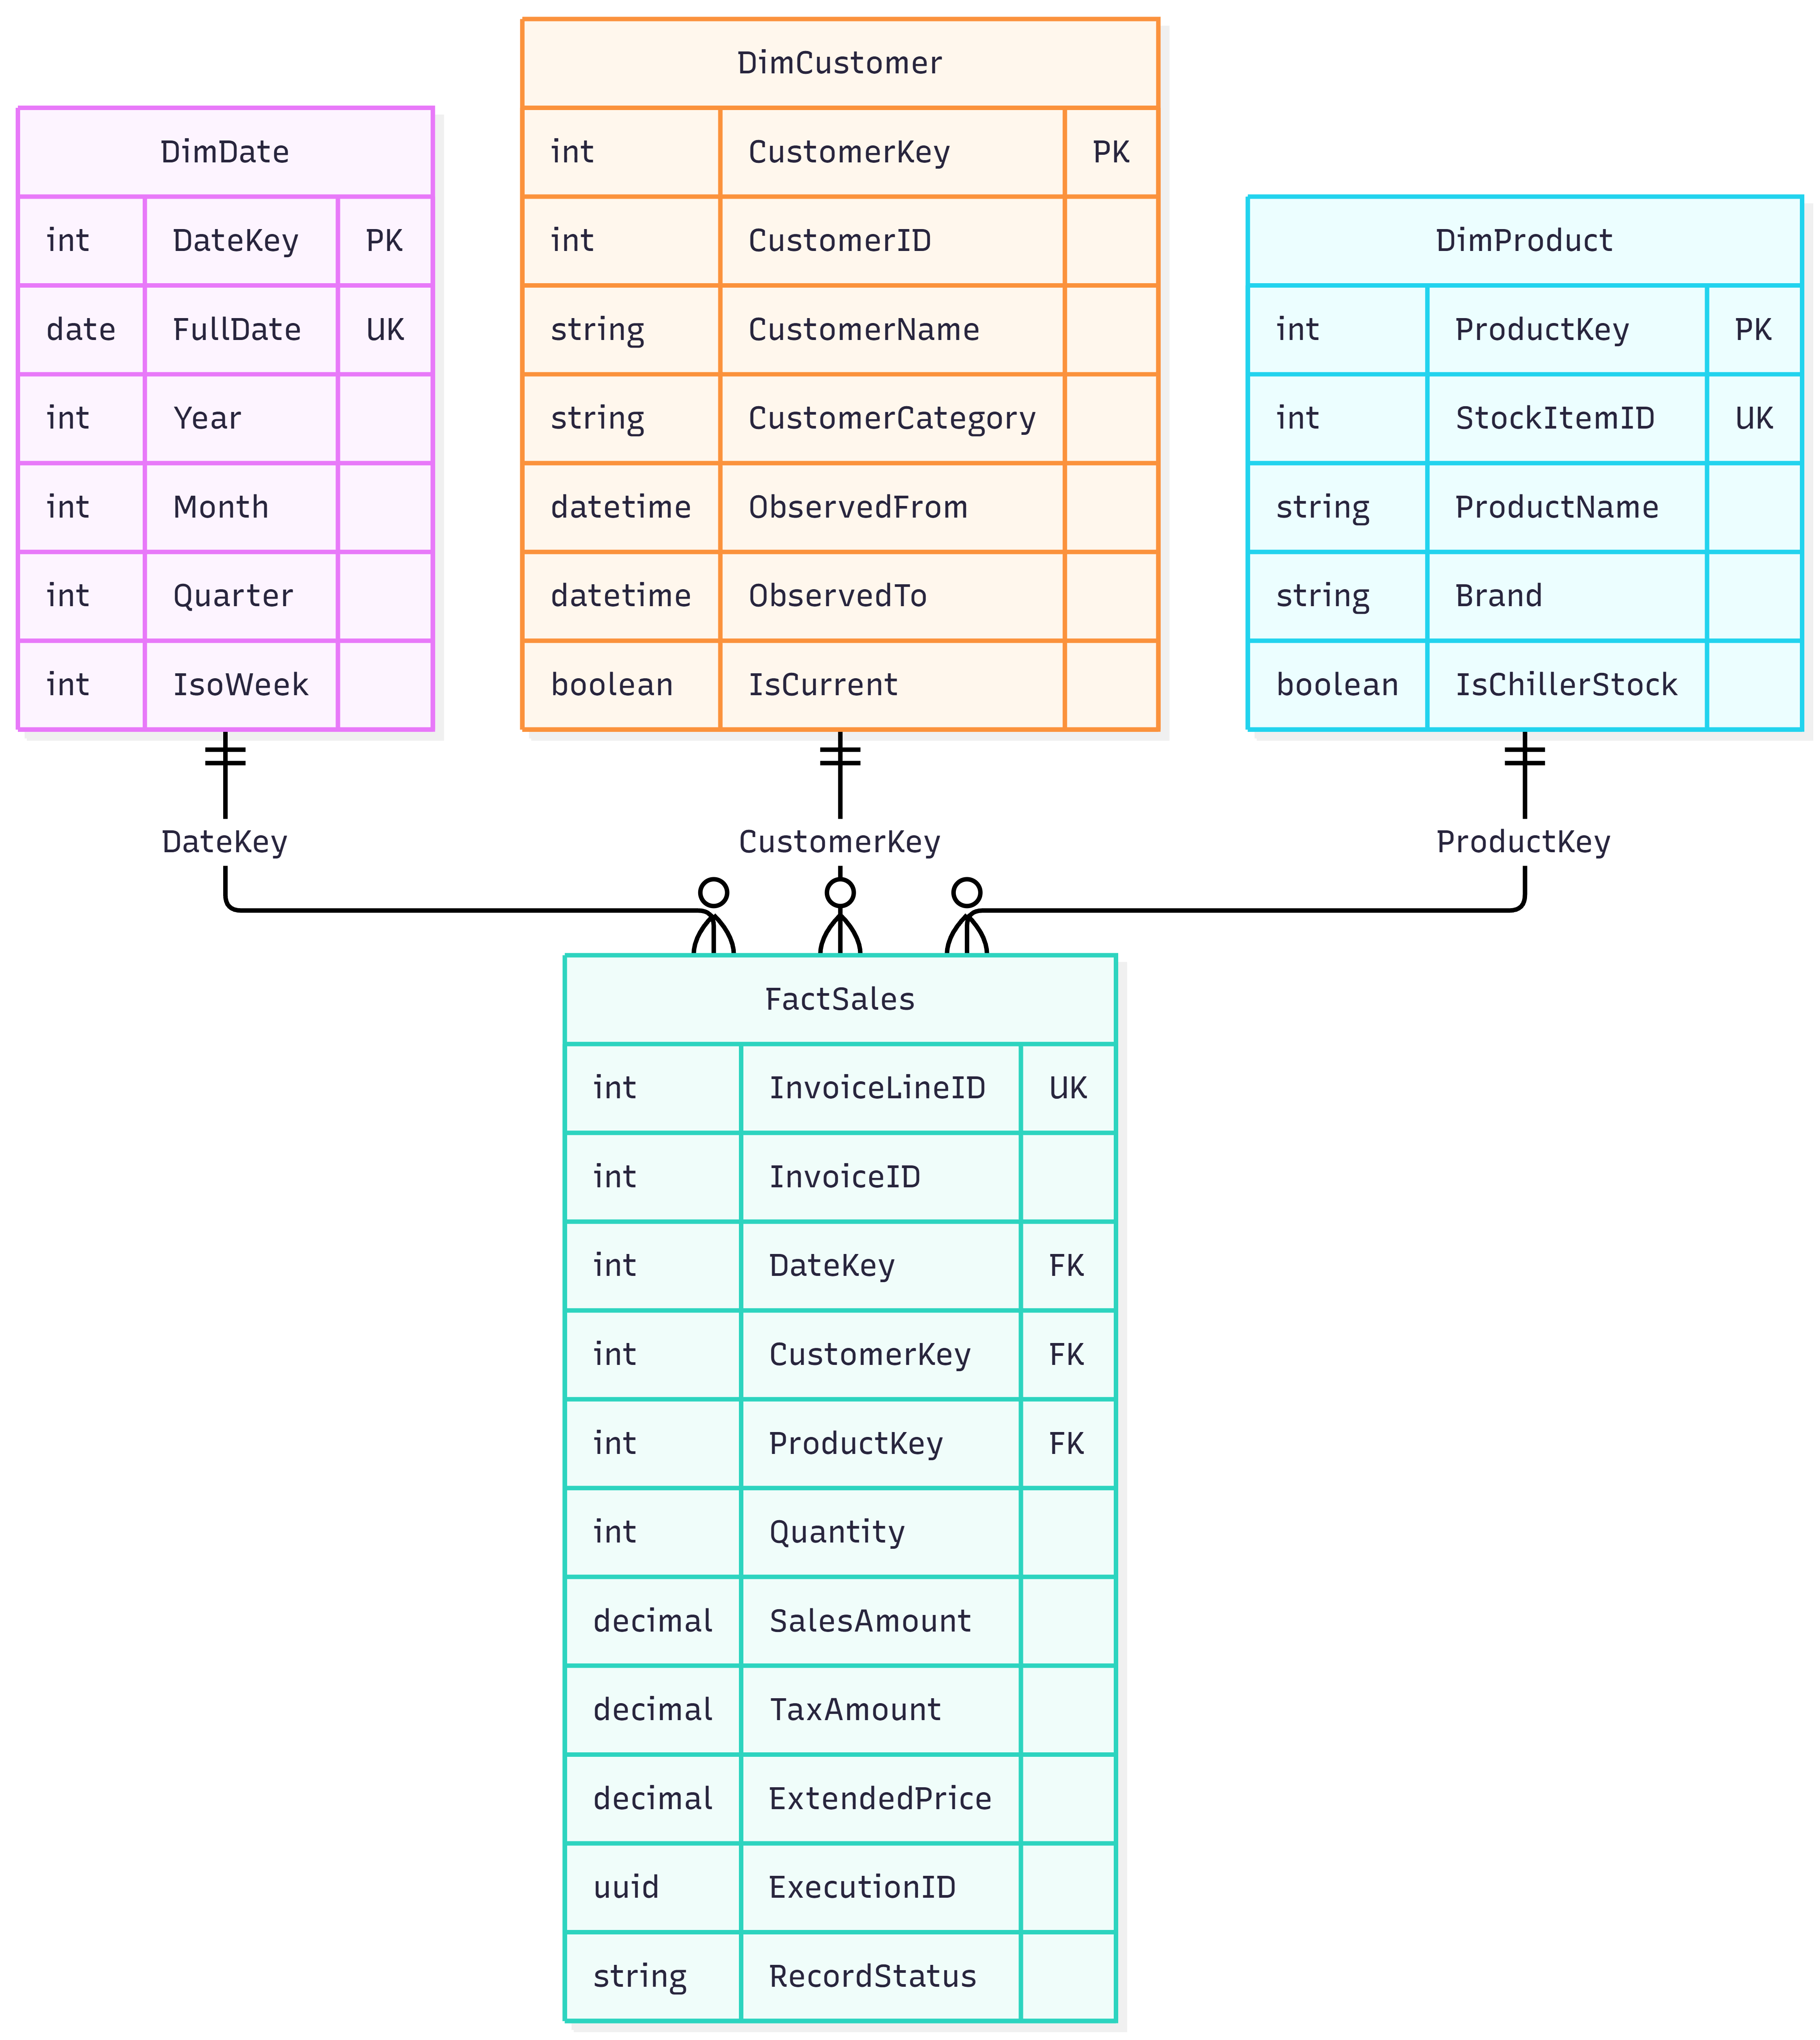 DimDate
int DateKey PK
date FullDate UK
int Year
int Month
int Quarter
int IsoWeek
DimCustomer
int CustomerKey PK
int CustomerID
string CustomerName
string CustomerCategory
datetime ObservedFrom
datetime ObservedTo
boolean IsCurrent
DimProduct
int ProductKey PK
int StockItemID UK
string ProductName
string Brand
boolean IsChillerStock
DateKey
CustomerKey
ProductKey
FactSales
int InvoiceLineID UK
int InvoiceID
int DateKey FK
int CustomerKey FK
int ProductKey FK
int Quantity
decimal SalesAmount
decimal TaxAmount
decimal ExtendedPrice
uuid ExecutionID
string RecordStatus